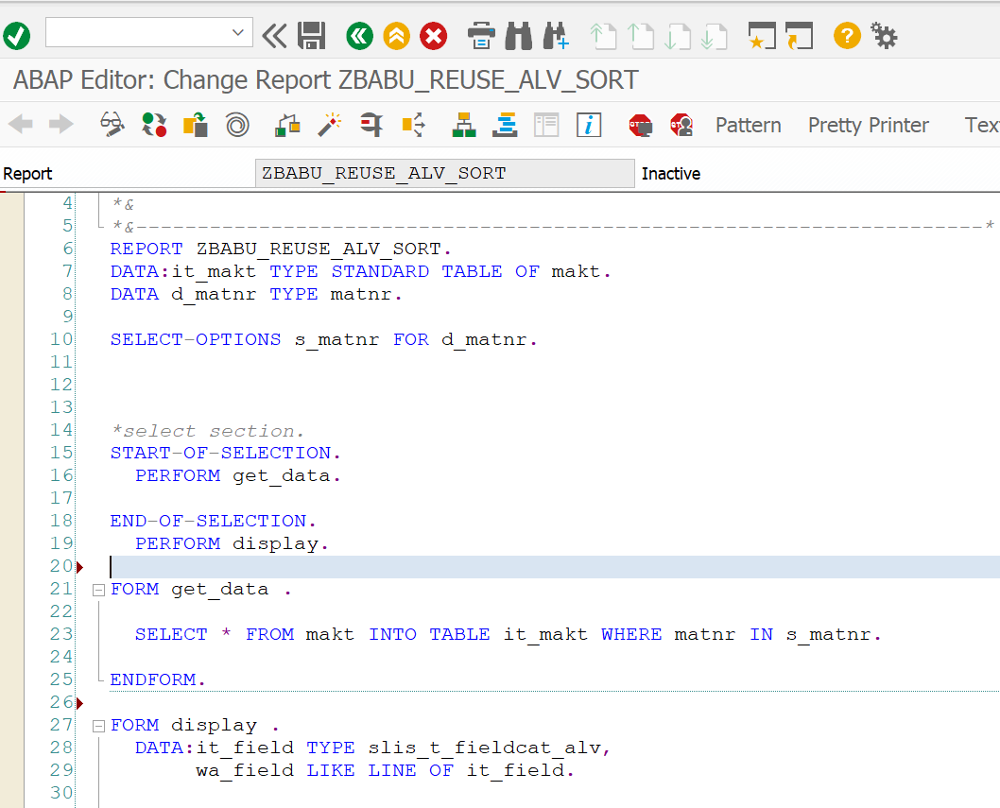 ABAP Editor: Change Report ZBABU_REUSE_ALV_SORT
Pattern Pretty Printer Tex
Report ZBABU_REUSE_ALV_SORT Inactive
4 *&
5 *&---------------------------------------------------------------------*
6 REPORT ZBABU_REUSE_ALV_SORT.
7 DATA:it_makt TYPE STANDARD TABLE OF makt.
8 DATA d_matnr TYPE matnr.
9
10 SELECT-OPTIONS s_matnr FOR d_matnr.
11
12
13
14 *select section.
15 START-OF-SELECTION.
16 PERFORM get_data.
17
18 END-OF-SELECTION.
19 PERFORM display.
20
21 FORM get_data .
22
23 SELECT * FROM makt INTO TABLE it_makt WHERE matnr IN s_matnr.
24
25 ENDFORM.
26
27 FORM display .
28 DATA:it_field TYPE slis_t_fieldcat_alv,
29 wa_field LIKE LINE OF it_field.
30